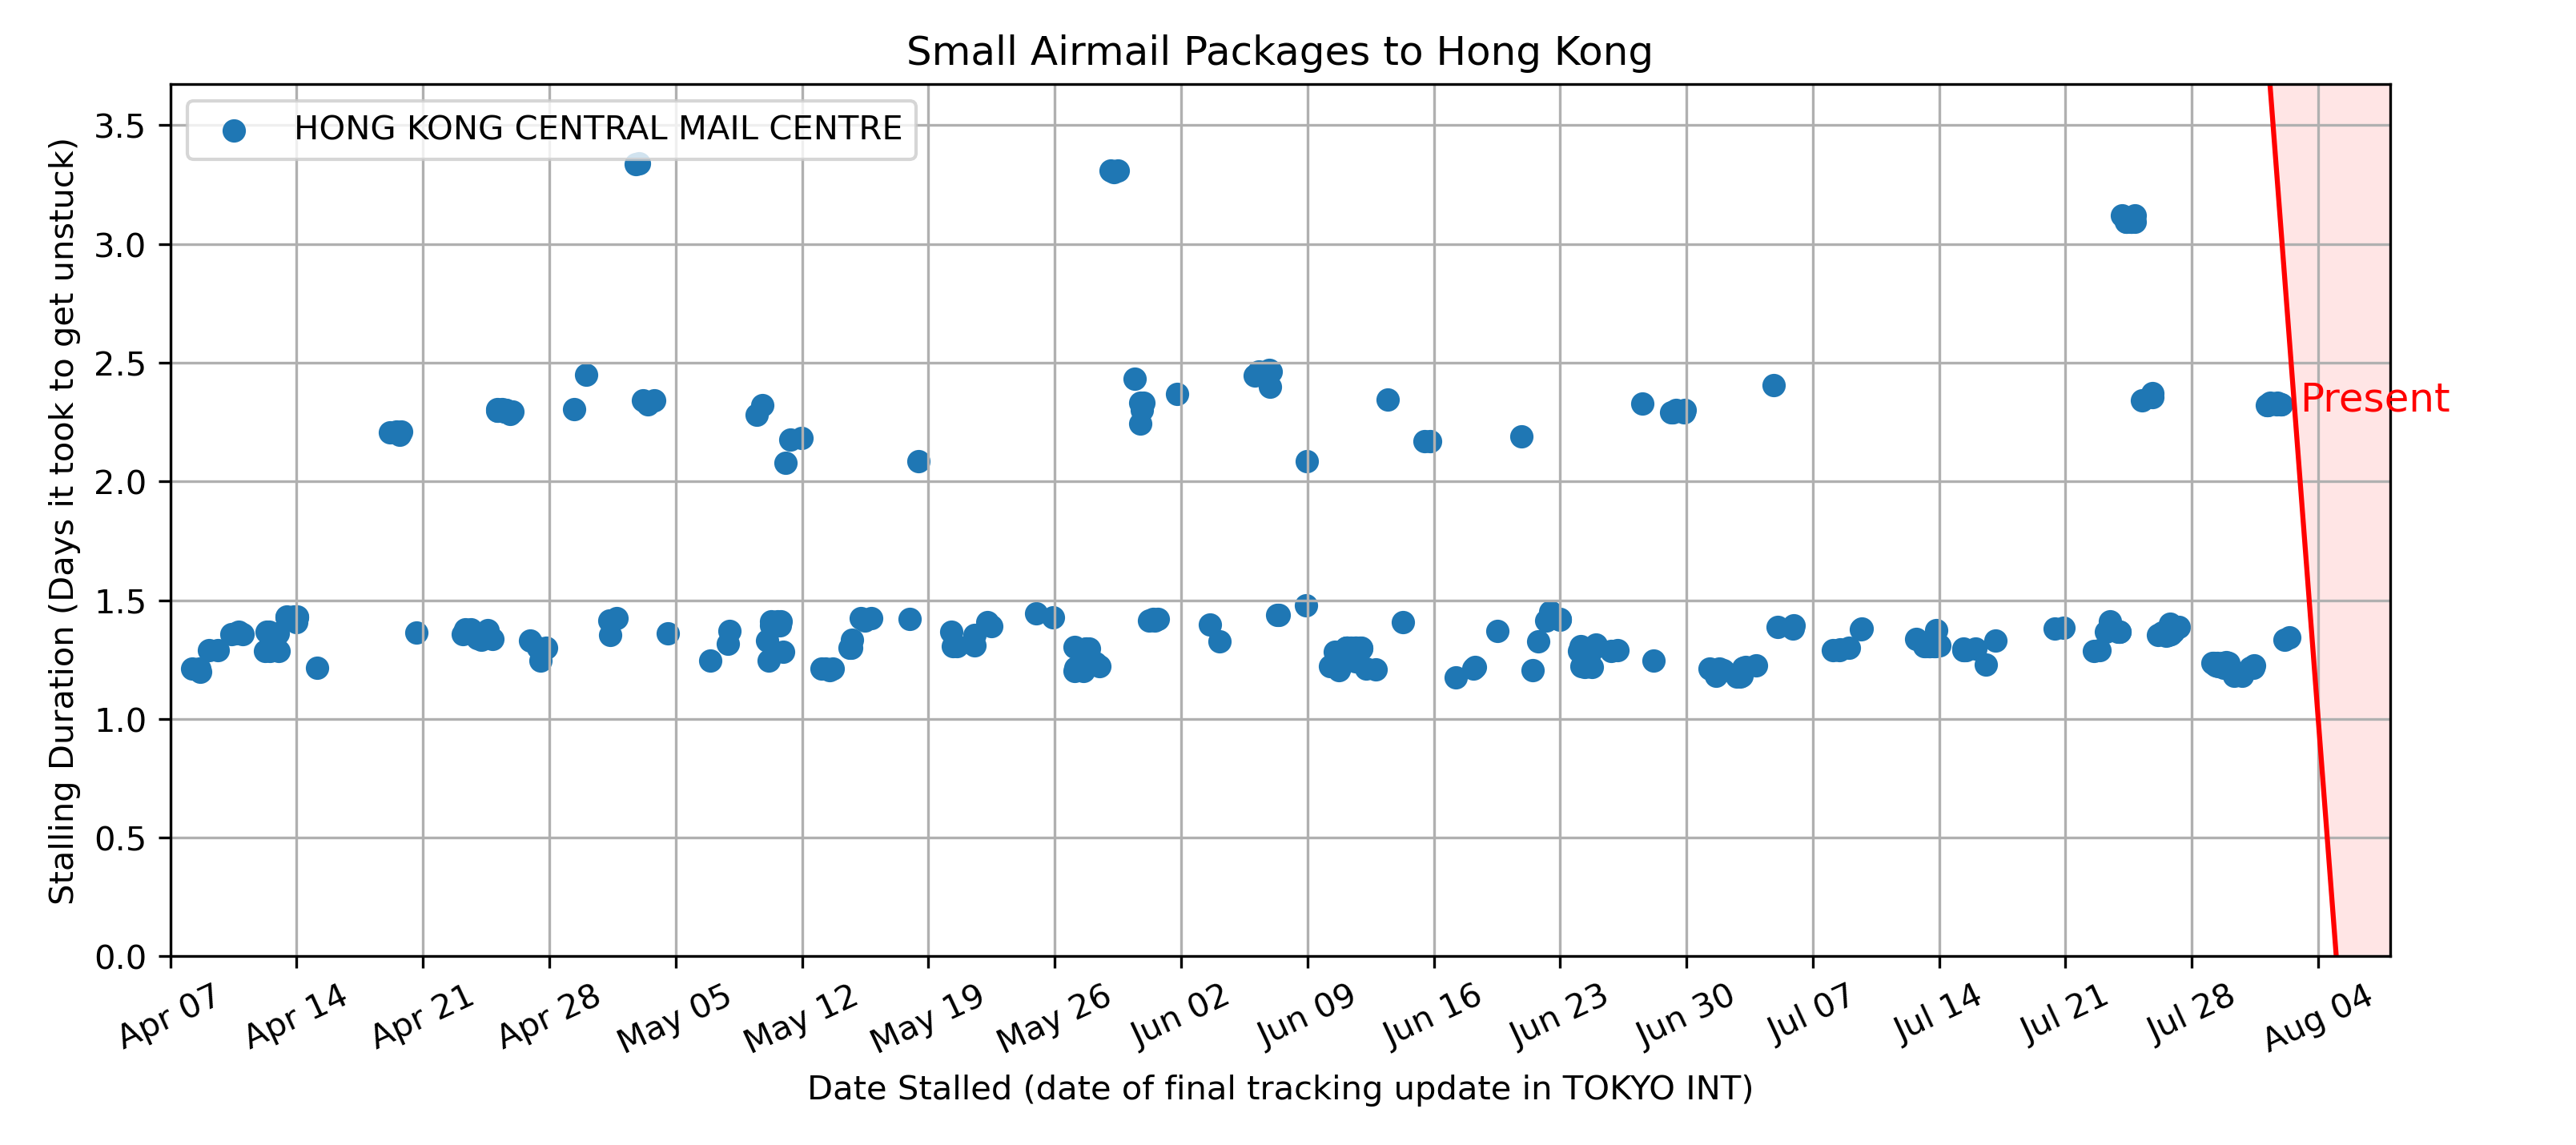 Small Airmail Packages to Hong Kong
HONG KONG CENTRAL MAIL CENTRE
Stalling Duration (Days it took to get unstuck)
3.5
3.0
2.5
2.0
1.5
1.0
0.5
0.0
Present
Apr 07
Apr 14
Apr 21
Apr 28
May 05
May 12
May 19
May 26
Jun 02
Jun 09
Jun 16
Jun 23
Jun 30
Jul 07
Jul 14
Jul 21
Jul 28
Aug 04
Date Stalled (date of final tracking update in TOKYO INT)